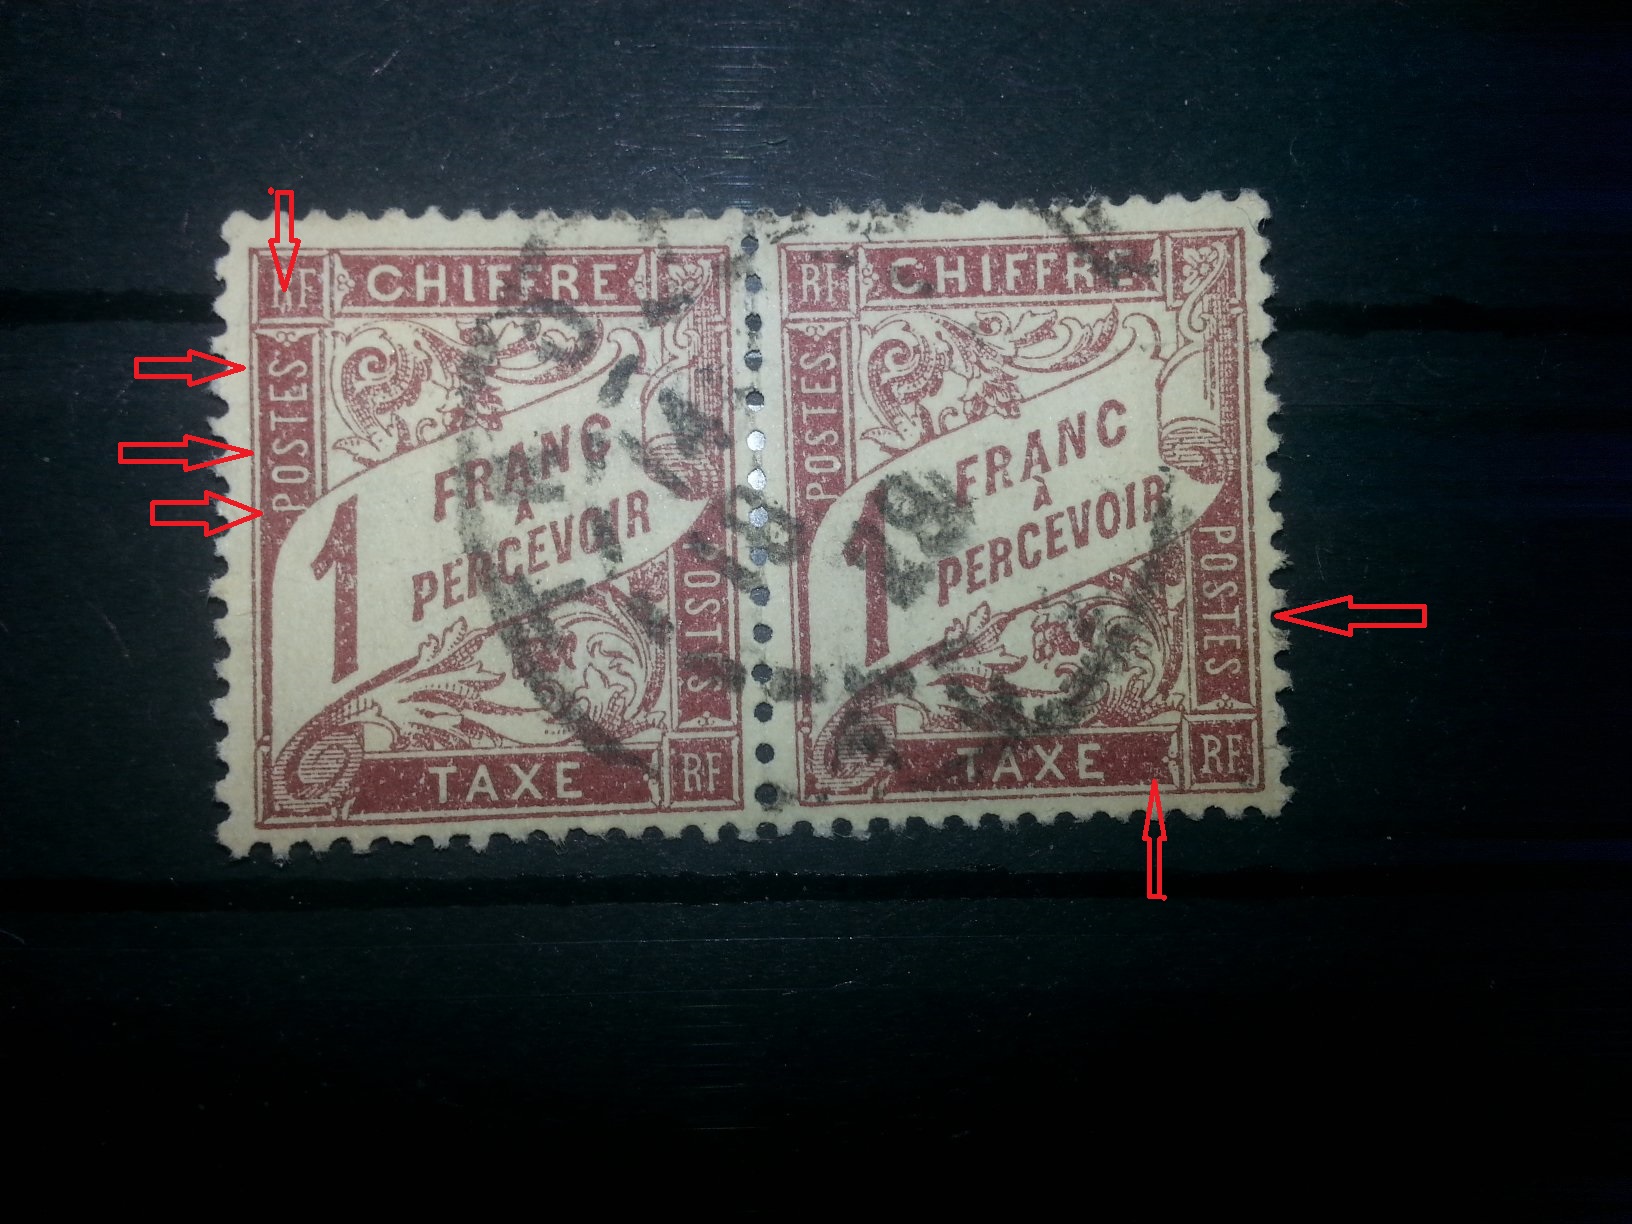 RF CHIFFRE
POSTES
1 FRANC
À
PERCEVOIR
POSTES
TAXE RF
RF CHIFFRE
POSTES
1 FRANC
À
PERCEVOIR
POSTES
TAXE RF